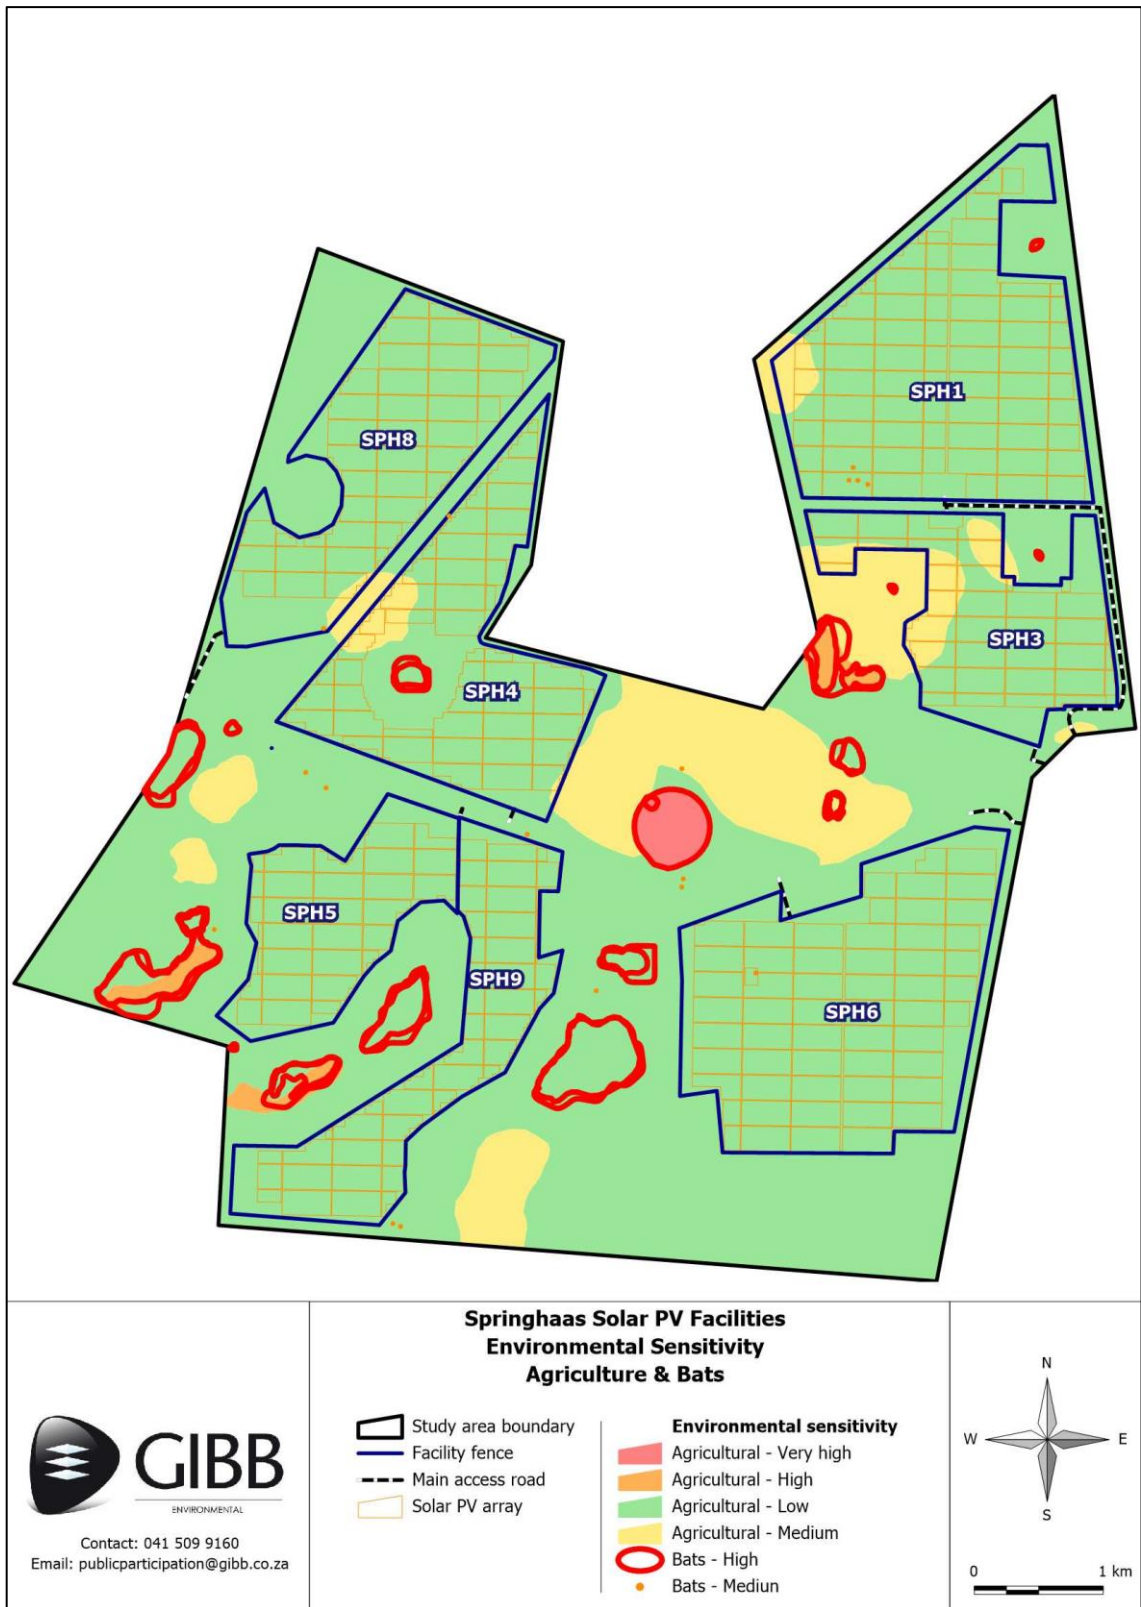 SPH1
SPH8
SPH3
SPH4
SPH5
SPH9
SPH6
Springhaas Solar PV Facilities
Environmental Sensitivity
Agriculture & Bats
Study area boundary
Facility fence
Main access road
Solar PV array
Environmental sensitivity
Agricultural - Very high
Agricultural - High
Agricultural - Low
Agricultural - Medium
Bats - High
Bats - Mediun
GIBB
ENVIRONMENTAL
Contact: 041 509 9160
Email: publicparticipation@gibb.co.za
N
W
E
S
0 1 km